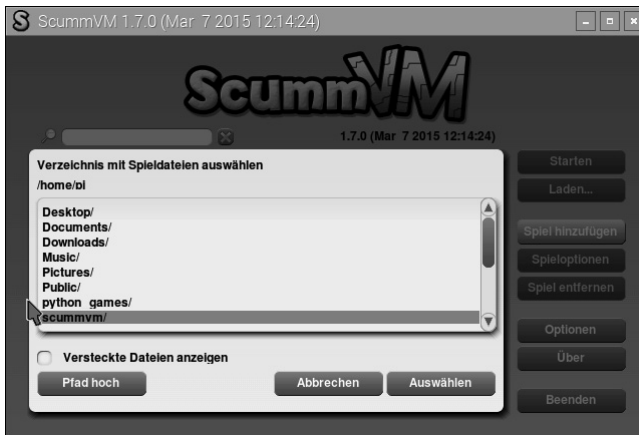 ScummVM 1.7.0 (Mar 7 2015 12:14:24)
ScummVM
1.7.0 (Mar 7 2015 12:14:24)
Verzeichnis mit Spieldateien auswählen
/home/pi
Desktop/
Documents/
Downloads/
Music/
Pictures/
Public/
python_games/
scummvm/
Versteckte Dateien anzeigen
Pfad hoch
Abbrechen
Auswählen
Starten
Laden...
Spiel hinzufügen
Spieloptionen
Spiel entfernen
Optionen
Über
Beenden